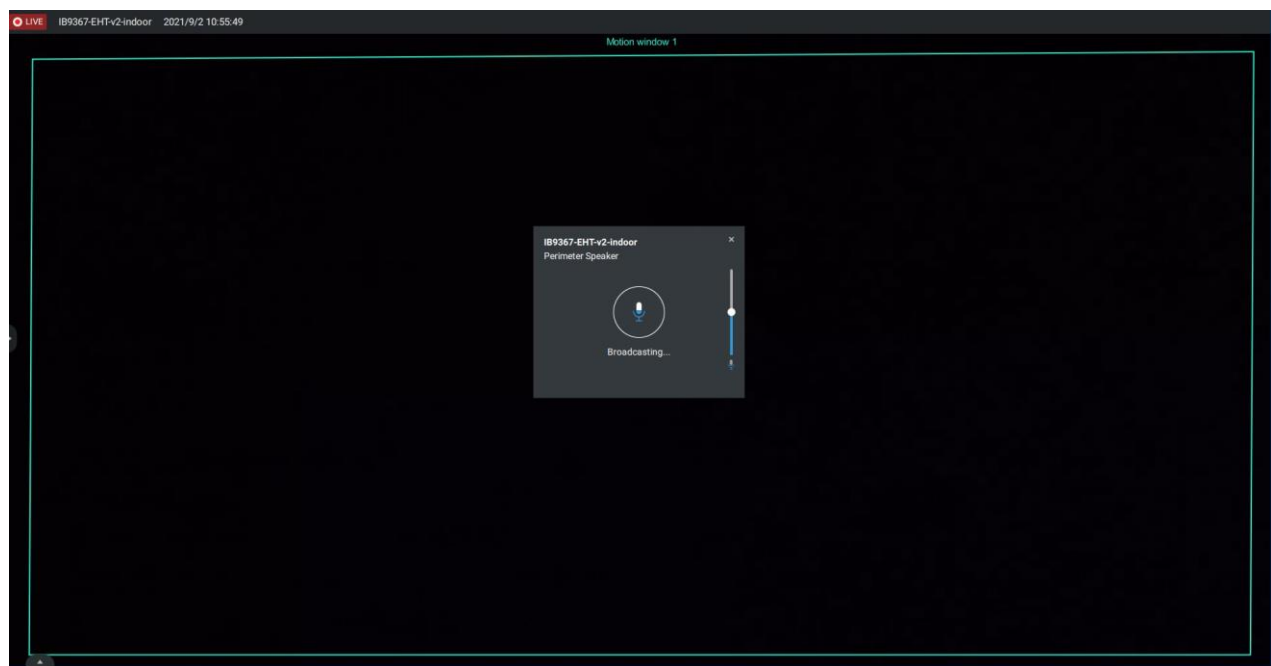 LIVE IB9367-EHT-v2-indoor 2021/9/2 10:55:49
Motion window 1
IB9367-EHT-v2-indoor
Perimeter Speaker
Broadcasting...